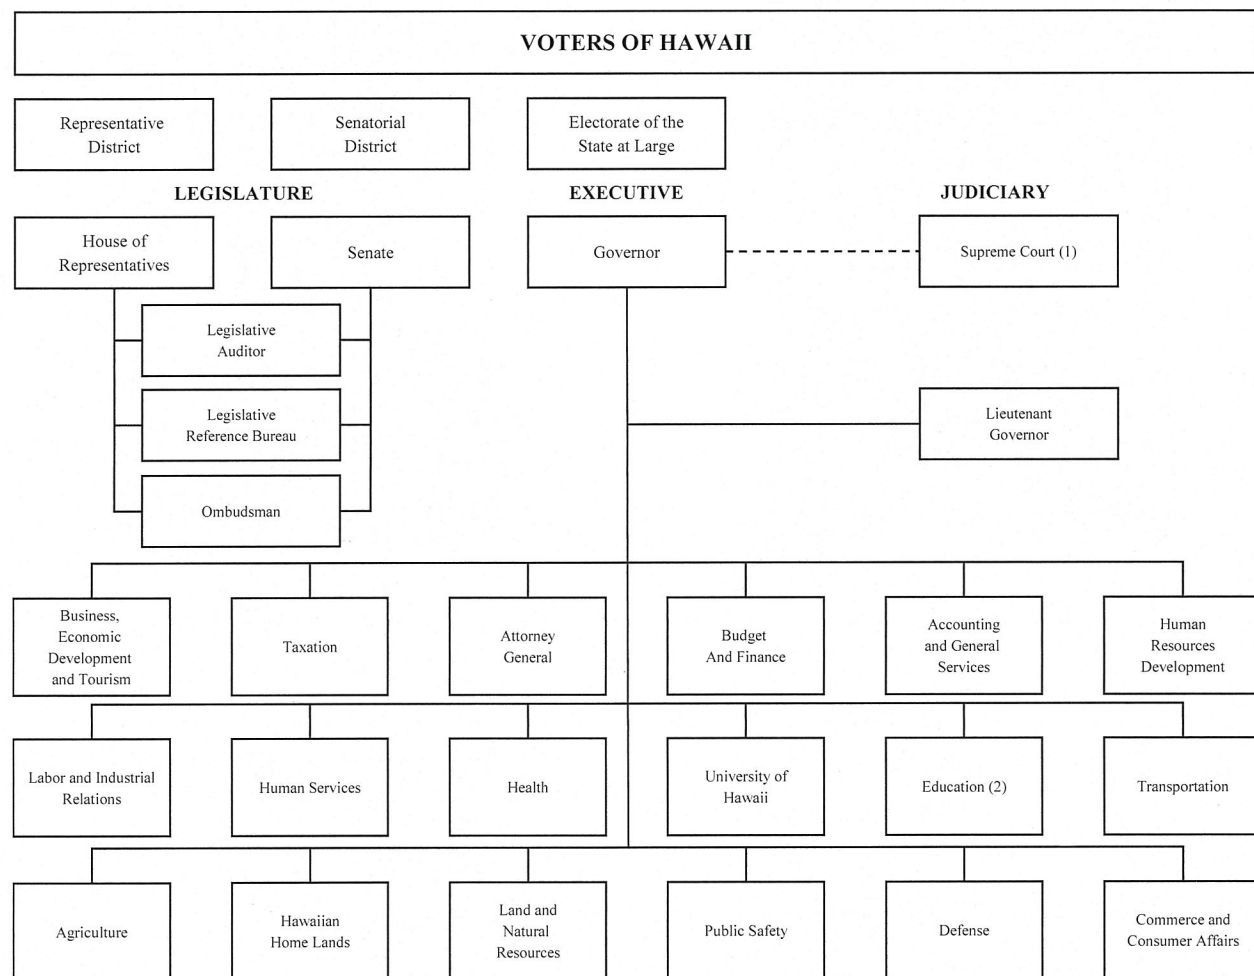 VOTERS OF HAWAII
Representative
District
Senatorial
District
Electorate of the
State at Large
LEGISLATURE
EXECUTIVE
JUDICIARY
House of
Representatives
Senate
Governor
Supreme Court (1)
Legislative
Auditor
Legislative
Reference Bureau
Lieutenant
Governor
Ombudsman
Business,
Economic
Development
and Tourism
Taxation
Attorney
General
Budget
And Finance
Accounting
and General
Services
Human
Resources
Development
Labor and Industrial
Relations
Human Services
Health
University of
Hawaii
Education (2)
Transportation
Agriculture
Hawaiian
Home Lands
Land and
Natural
Resources
Public Safety
Defense
Commerce and
Consumer Affairs